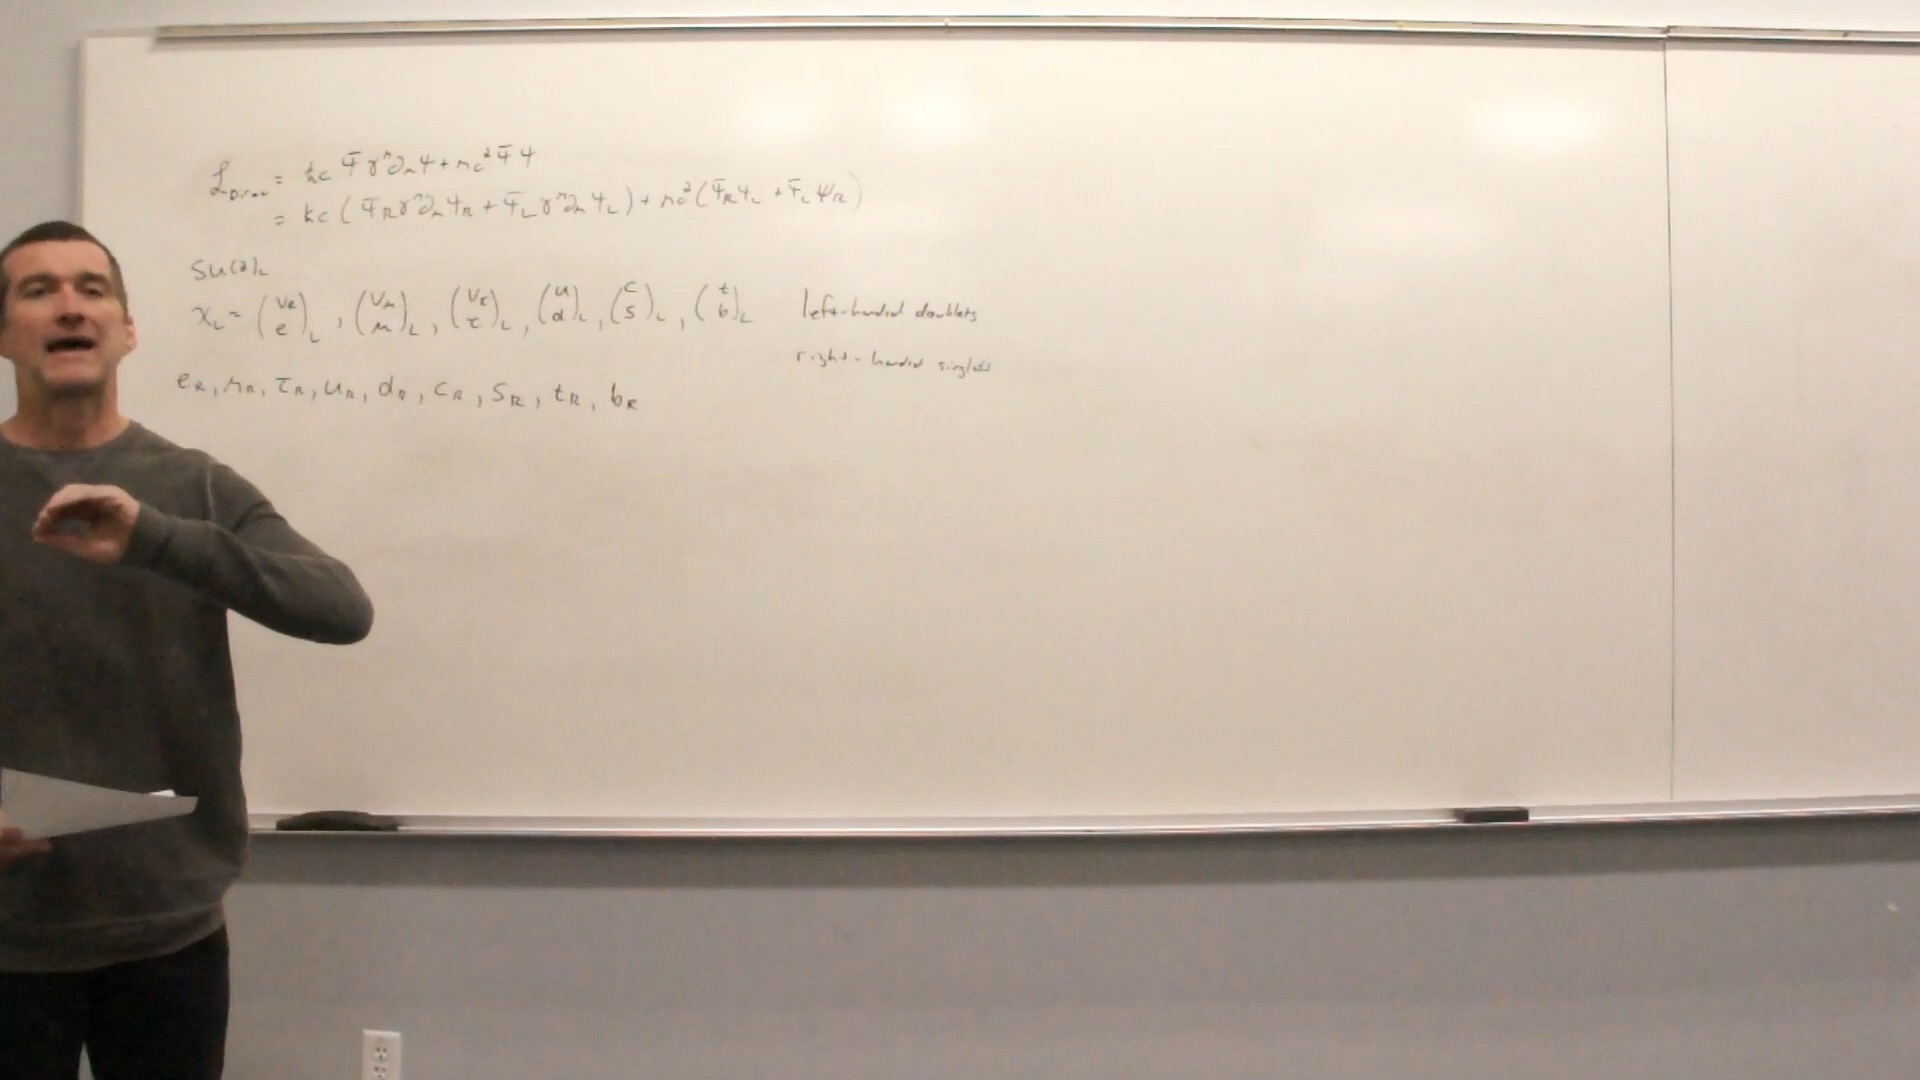 ℒ_Dirac = ħc Ψ̄ γ^μ ∂_μ Ψ + mc² Ψ̄ Ψ
= ħc ( Ψ̄_R γ^μ ∂_μ Ψ_R + Ψ̄_L γ^μ ∂_μ Ψ_L ) + mc² ( Ψ̄_R Ψ_L + Ψ̄_L Ψ_R )
SU(2)_L
χ_L = (ν_e e)_L , (ν_μ μ)_L , (ν_τ τ)_L , (u d)_L , (c s)_L , (t b)_L left-handed doublets
right-handed singlets
e_R, μ_R, τ_R, u_R, d_R, c_R, s_R, t_R, b_R